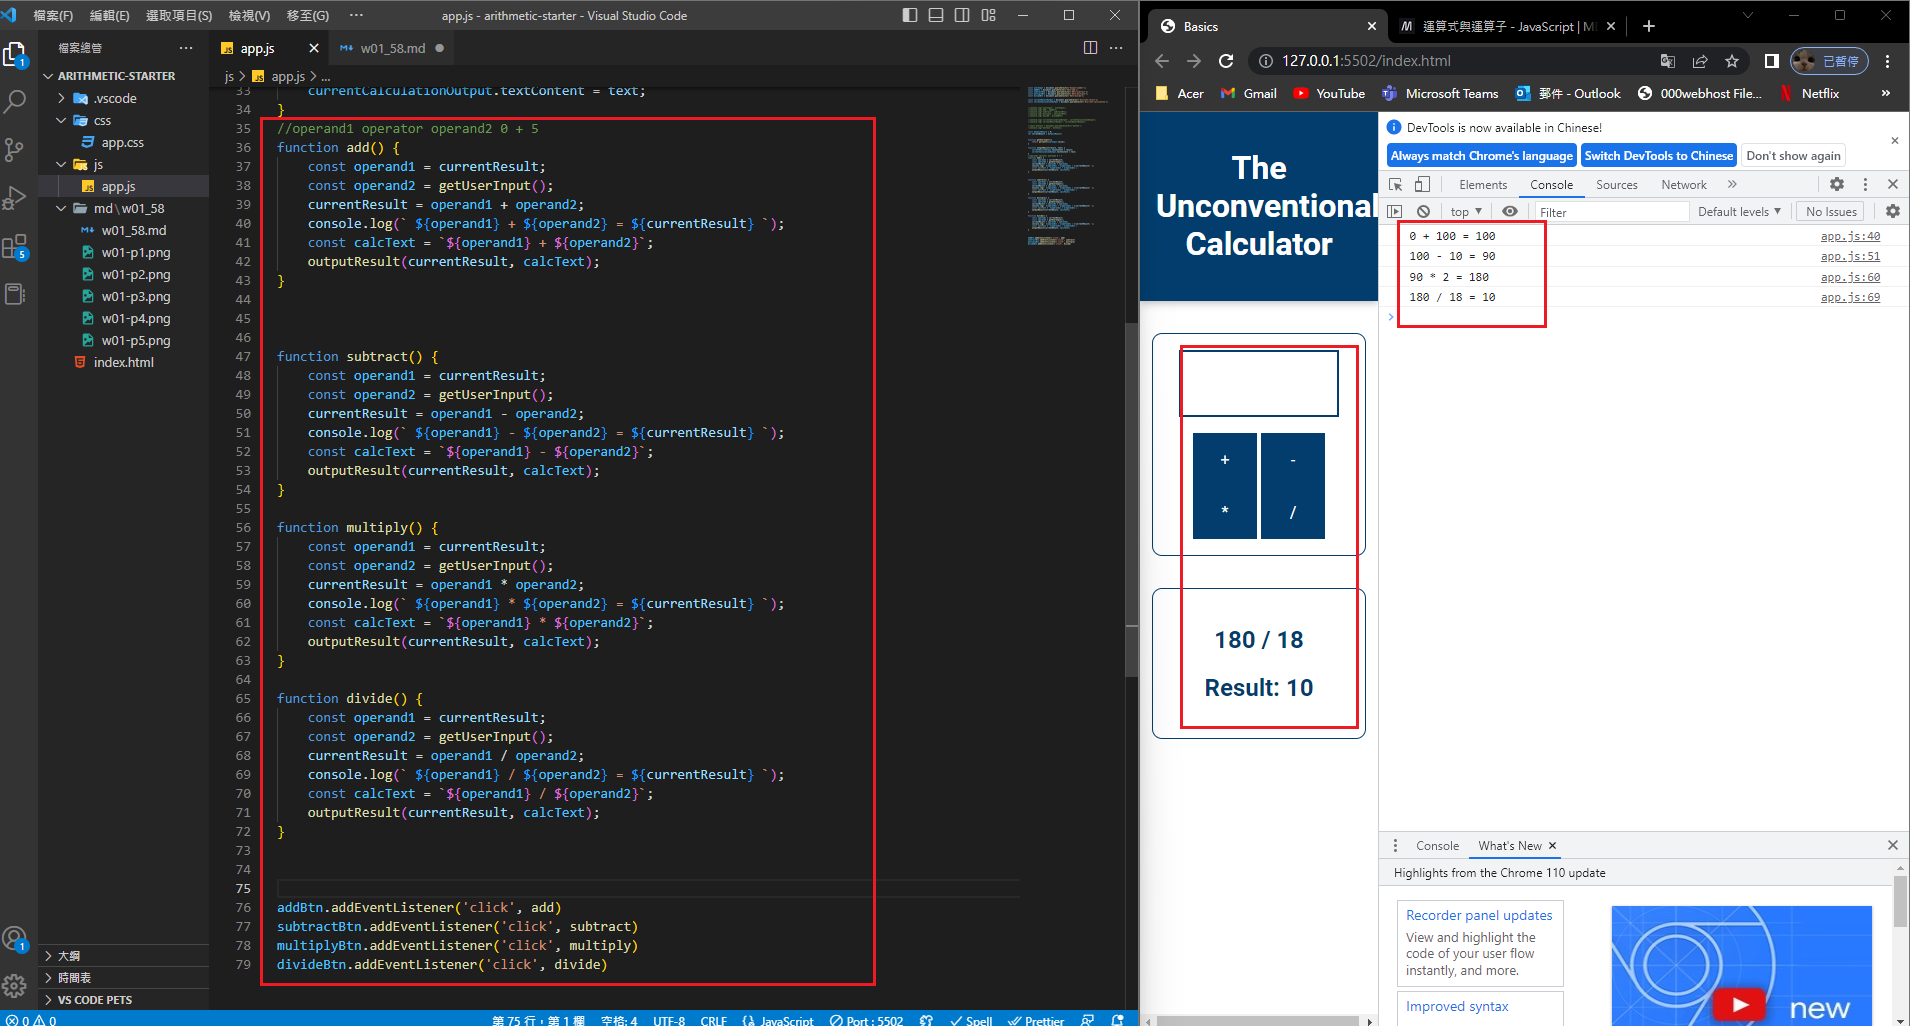 檔案(F) 編輯(E) 選取項目(S) 檢視(V) 移至(G) ··· app.js - arithmetic-starter - Visual Studio Code
檔案總管 ···
ARITHMETIC-STARTER
.vscode
css
app.css
js
app.js
md\w01_58
w01_58.md
w01-p1.png
w01-p2.png
w01-p3.png
w01-p4.png
w01-p5.png
index.html
大綱
時間表
VS CODE PETS
1
5
1
app.js w01_58.md
js > app.js > ...
33 currentCalculationOutput.textContent = text;
34 }
35 //operand1 operator operand2 0 + 5
36 function add() {
37 const operand1 = currentResult;
38 const operand2 = getUserInput();
39 currentResult = operand1 + operand2;
40 console.log(` ${operand1} + ${operand2} = ${currentResult} `);
41 const calcText = `${operand1} + ${operand2}`;
42 outputResult(currentResult, calcText);
43 }
44
45
46
47 function subtract() {
48 const operand1 = currentResult;
49 const operand2 = getUserInput();
50 currentResult = operand1 - operand2;
51 console.log(` ${operand1} - ${operand2} = ${currentResult} `);
52 const calcText = `${operand1} - ${operand2}`;
53 outputResult(currentResult, calcText);
54 }
55
56 function multiply() {
57 const operand1 = currentResult;
58 const operand2 = getUserInput();
59 currentResult = operand1 * operand2;
60 console.log(` ${operand1} * ${operand2} = ${currentResult} `);
61 const calcText = `${operand1} * ${operand2}`;
62 outputResult(currentResult, calcText);
63 }
64
65 function divide() {
66 const operand1 = currentResult;
67 const operand2 = getUserInput();
68 currentResult = operand1 / operand2;
69 console.log(` ${operand1} / ${operand2} = ${currentResult} `);
70 const calcText = `${operand1} / ${operand2}`;
71 outputResult(currentResult, calcText);
72 }
73
74
75
76 addBtn.addEventListener('click', add)
77 subtractBtn.addEventListener('click', subtract)
78 multiplyBtn.addEventListener('click', multiply)
79 divideBtn.addEventListener('click', divide)
0 0 第 75 行，第 1 欄 空格: 4 UTF-8 CRLF {} JavaScript Port : 5502 Spell Prettier
Basics 運算式與運算子 - JavaScript | M
127.0.0.1:5502/index.html 已暫停
Acer Gmail YouTube Microsoft Teams 郵件 - Outlook 000webhost File... Netflix »
The
Unconventional
Calculator
+ -
* /
180 / 18
Result: 10
DevTools is now available in Chinese!
Always match Chrome's language Switch DevTools to Chinese Don't show again
Elements Console Sources Network »
top Filter Default levels No Issues
0 + 100 = 100 app.js:40
100 - 10 = 90 app.js:51
90 * 2 = 180 app.js:60
180 / 18 = 10 app.js:69
Console What's New
Highlights from the Chrome 110 update
Recorder panel updates
View and highlight the
code of your user flow
instantly, and more.
Improved syntax
new